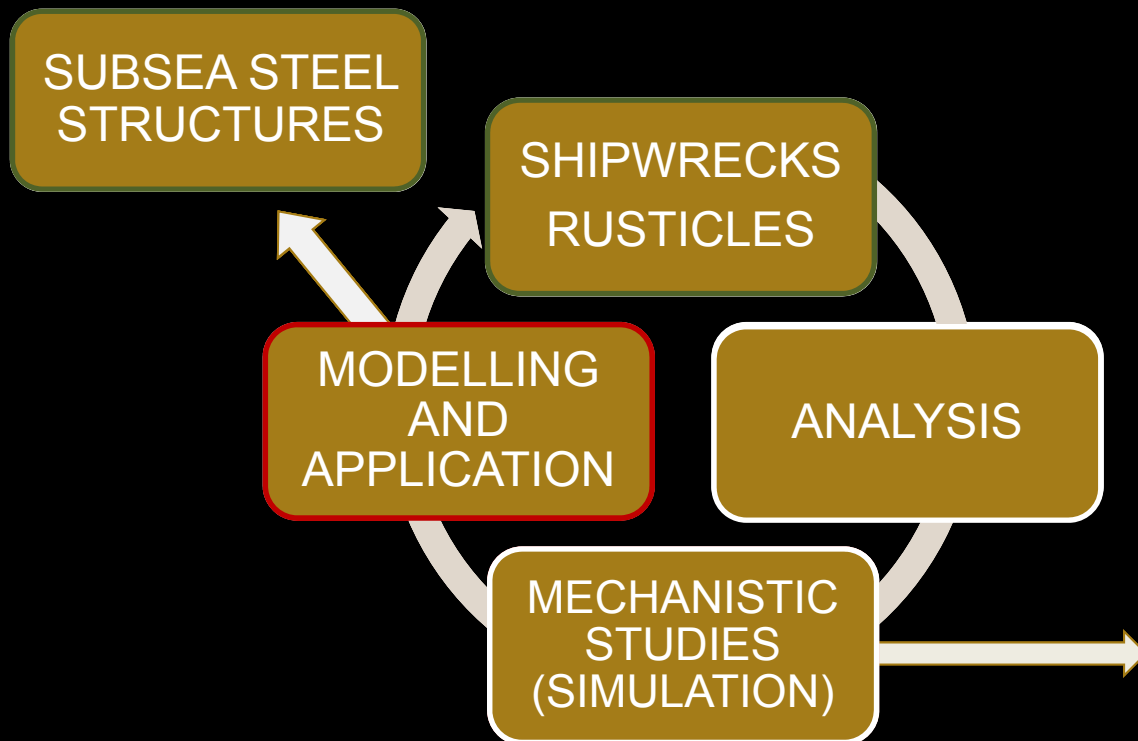 SUBSEA STEEL
STRUCTURES
SHIPWRECKS
RUSTICLES
MODELLING
AND
APPLICATION
ANALYSIS
MECHANISTIC
STUDIES
(SIMULATION)